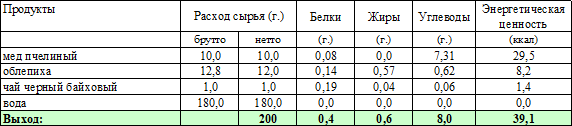 Продукты Расход сырья (г.) Белки Жиры Углеводы Энергетическая ценность
брутто нетто (г.) (г.) (г.) (ккал)
мед пчелиный 10,0 10,0 0,08 0,0 7,31 29,5
облепиха 12,8 12,0 0,14 0,57 0,62 8,2
чай черный байховый 1,0 1,0 0,19 0,04 0,06 1,4
вода 180,0 180,0 0,0 0,0 0,0 0,0
Выход: 200 0,4 0,6 8,0 39,1